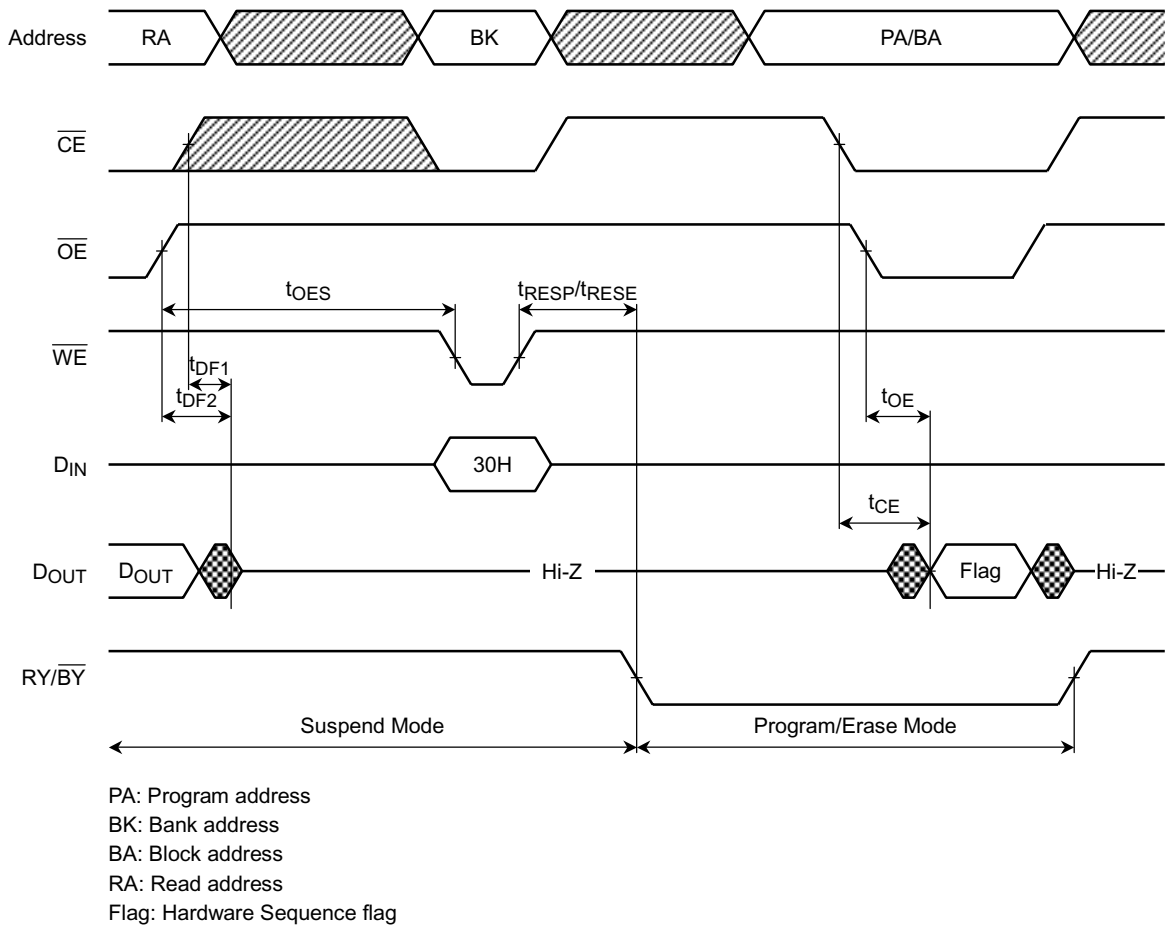 Address RA BK PA/BA
CE
OE
tOES tRESP/tRESE
WE
tDF1
tDF2 tOE
DIN 30H
tCE
DOUT DOUT Hi-Z Flag Hi-Z
RY/BY
Suspend Mode Program/Erase Mode
PA: Program address
BK: Bank address
BA: Block address
RA: Read address
Flag: Hardware Sequence flag